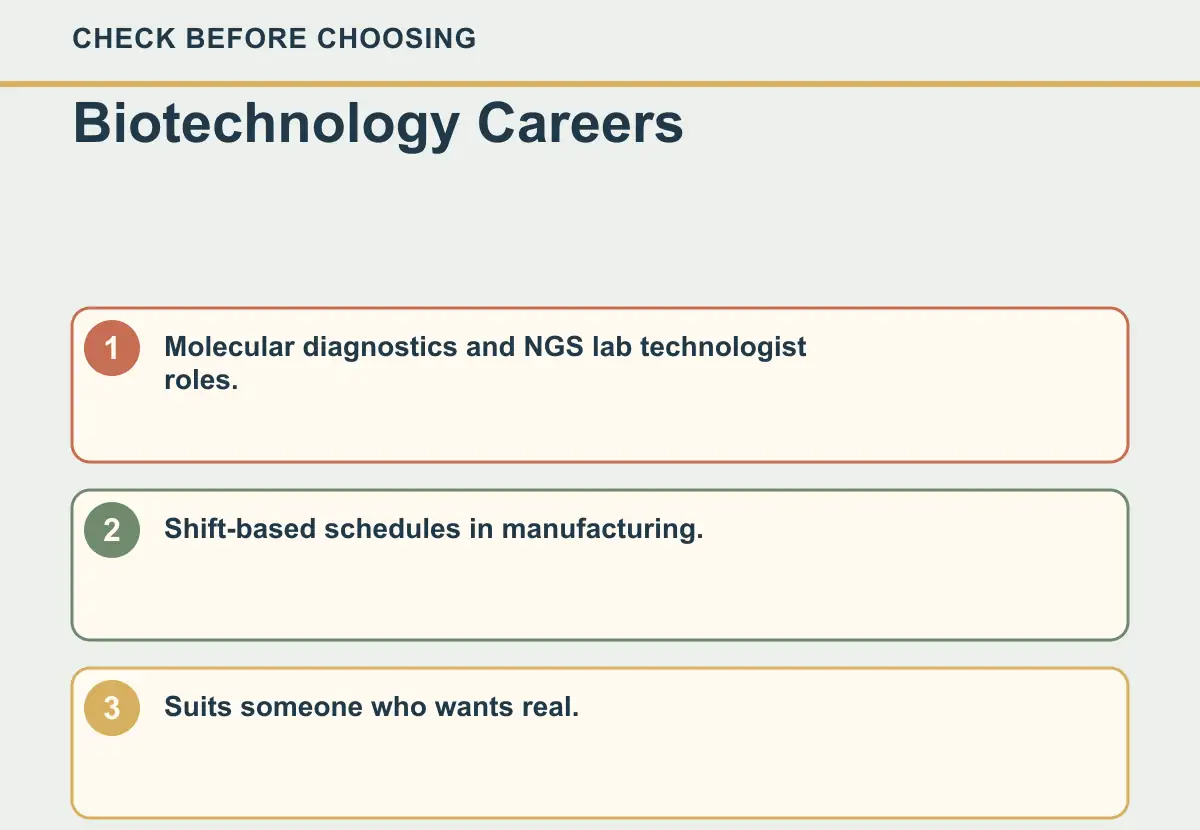 CHECK BEFORE CHOOSING
Biotechnology Careers
1
Molecular diagnostics and NGS lab technologist
roles.
2
Shift-based schedules in manufacturing.
3
Suits someone who wants real.